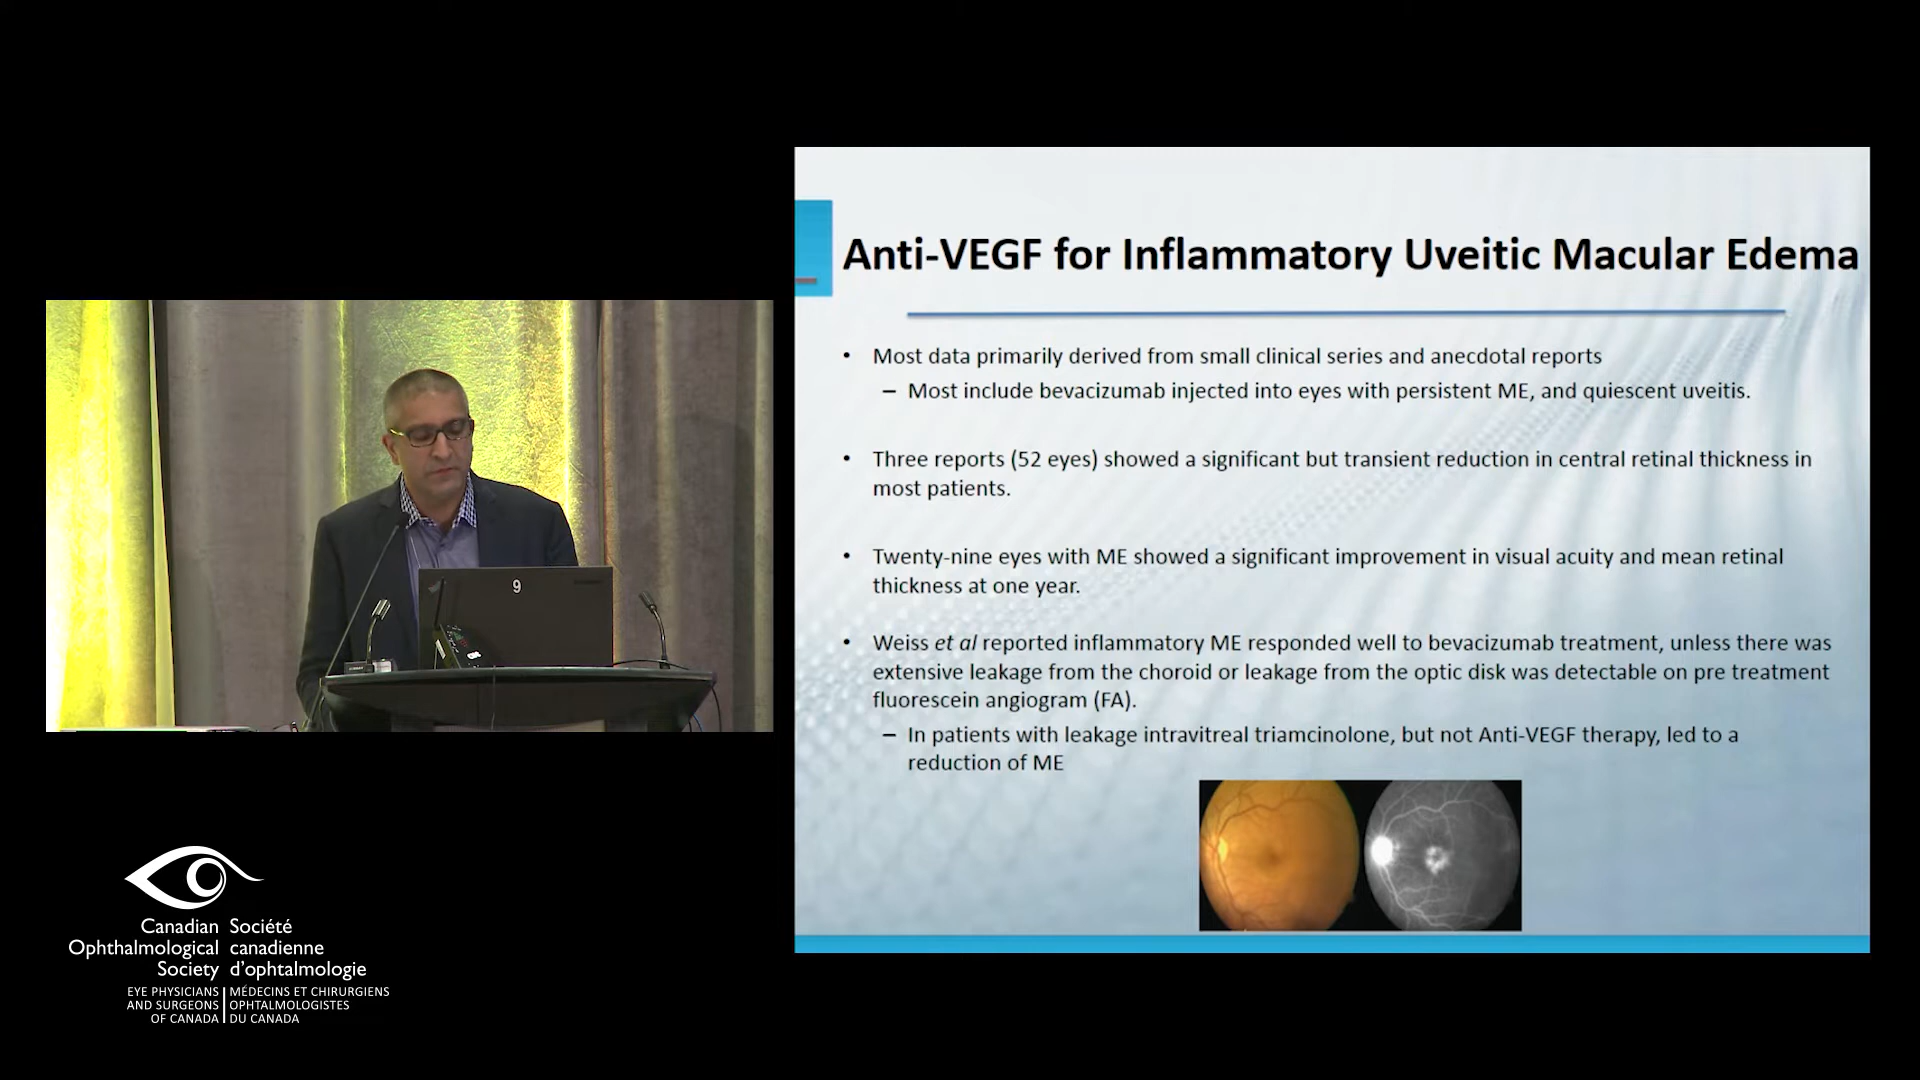 Anti-VEGF for Inflammatory Uveitic Macular Edema
• Most data primarily derived from small clinical series and anecdotal reports
– Most include bevacizumab injected into eyes with persistent ME, and quiescent uveitis.
• Three reports (52 eyes) showed a significant but transient reduction in central retinal thickness in
most patients.
• Twenty-nine eyes with ME showed a significant improvement in visual acuity and mean retinal
thickness at one year.
• Weiss et al reported inflammatory ME responded well to bevacizumab treatment, unless there was
extensive leakage from the choroid or leakage from the optic disk was detectable on pre treatment
fluorescein angiogram (FA).
– In patients with leakage intravitreal triamcinolone, but not Anti-VEGF therapy, led to a
reduction of ME
9
Canadian Société
Ophthalmological canadienne
Society d'ophtalmologie
EYE PHYSICIANS MÉDECINS ET CHIRURGIENS
AND SURGEONS OPHTALMOLOGISTES
OF CANADA DU CANADA